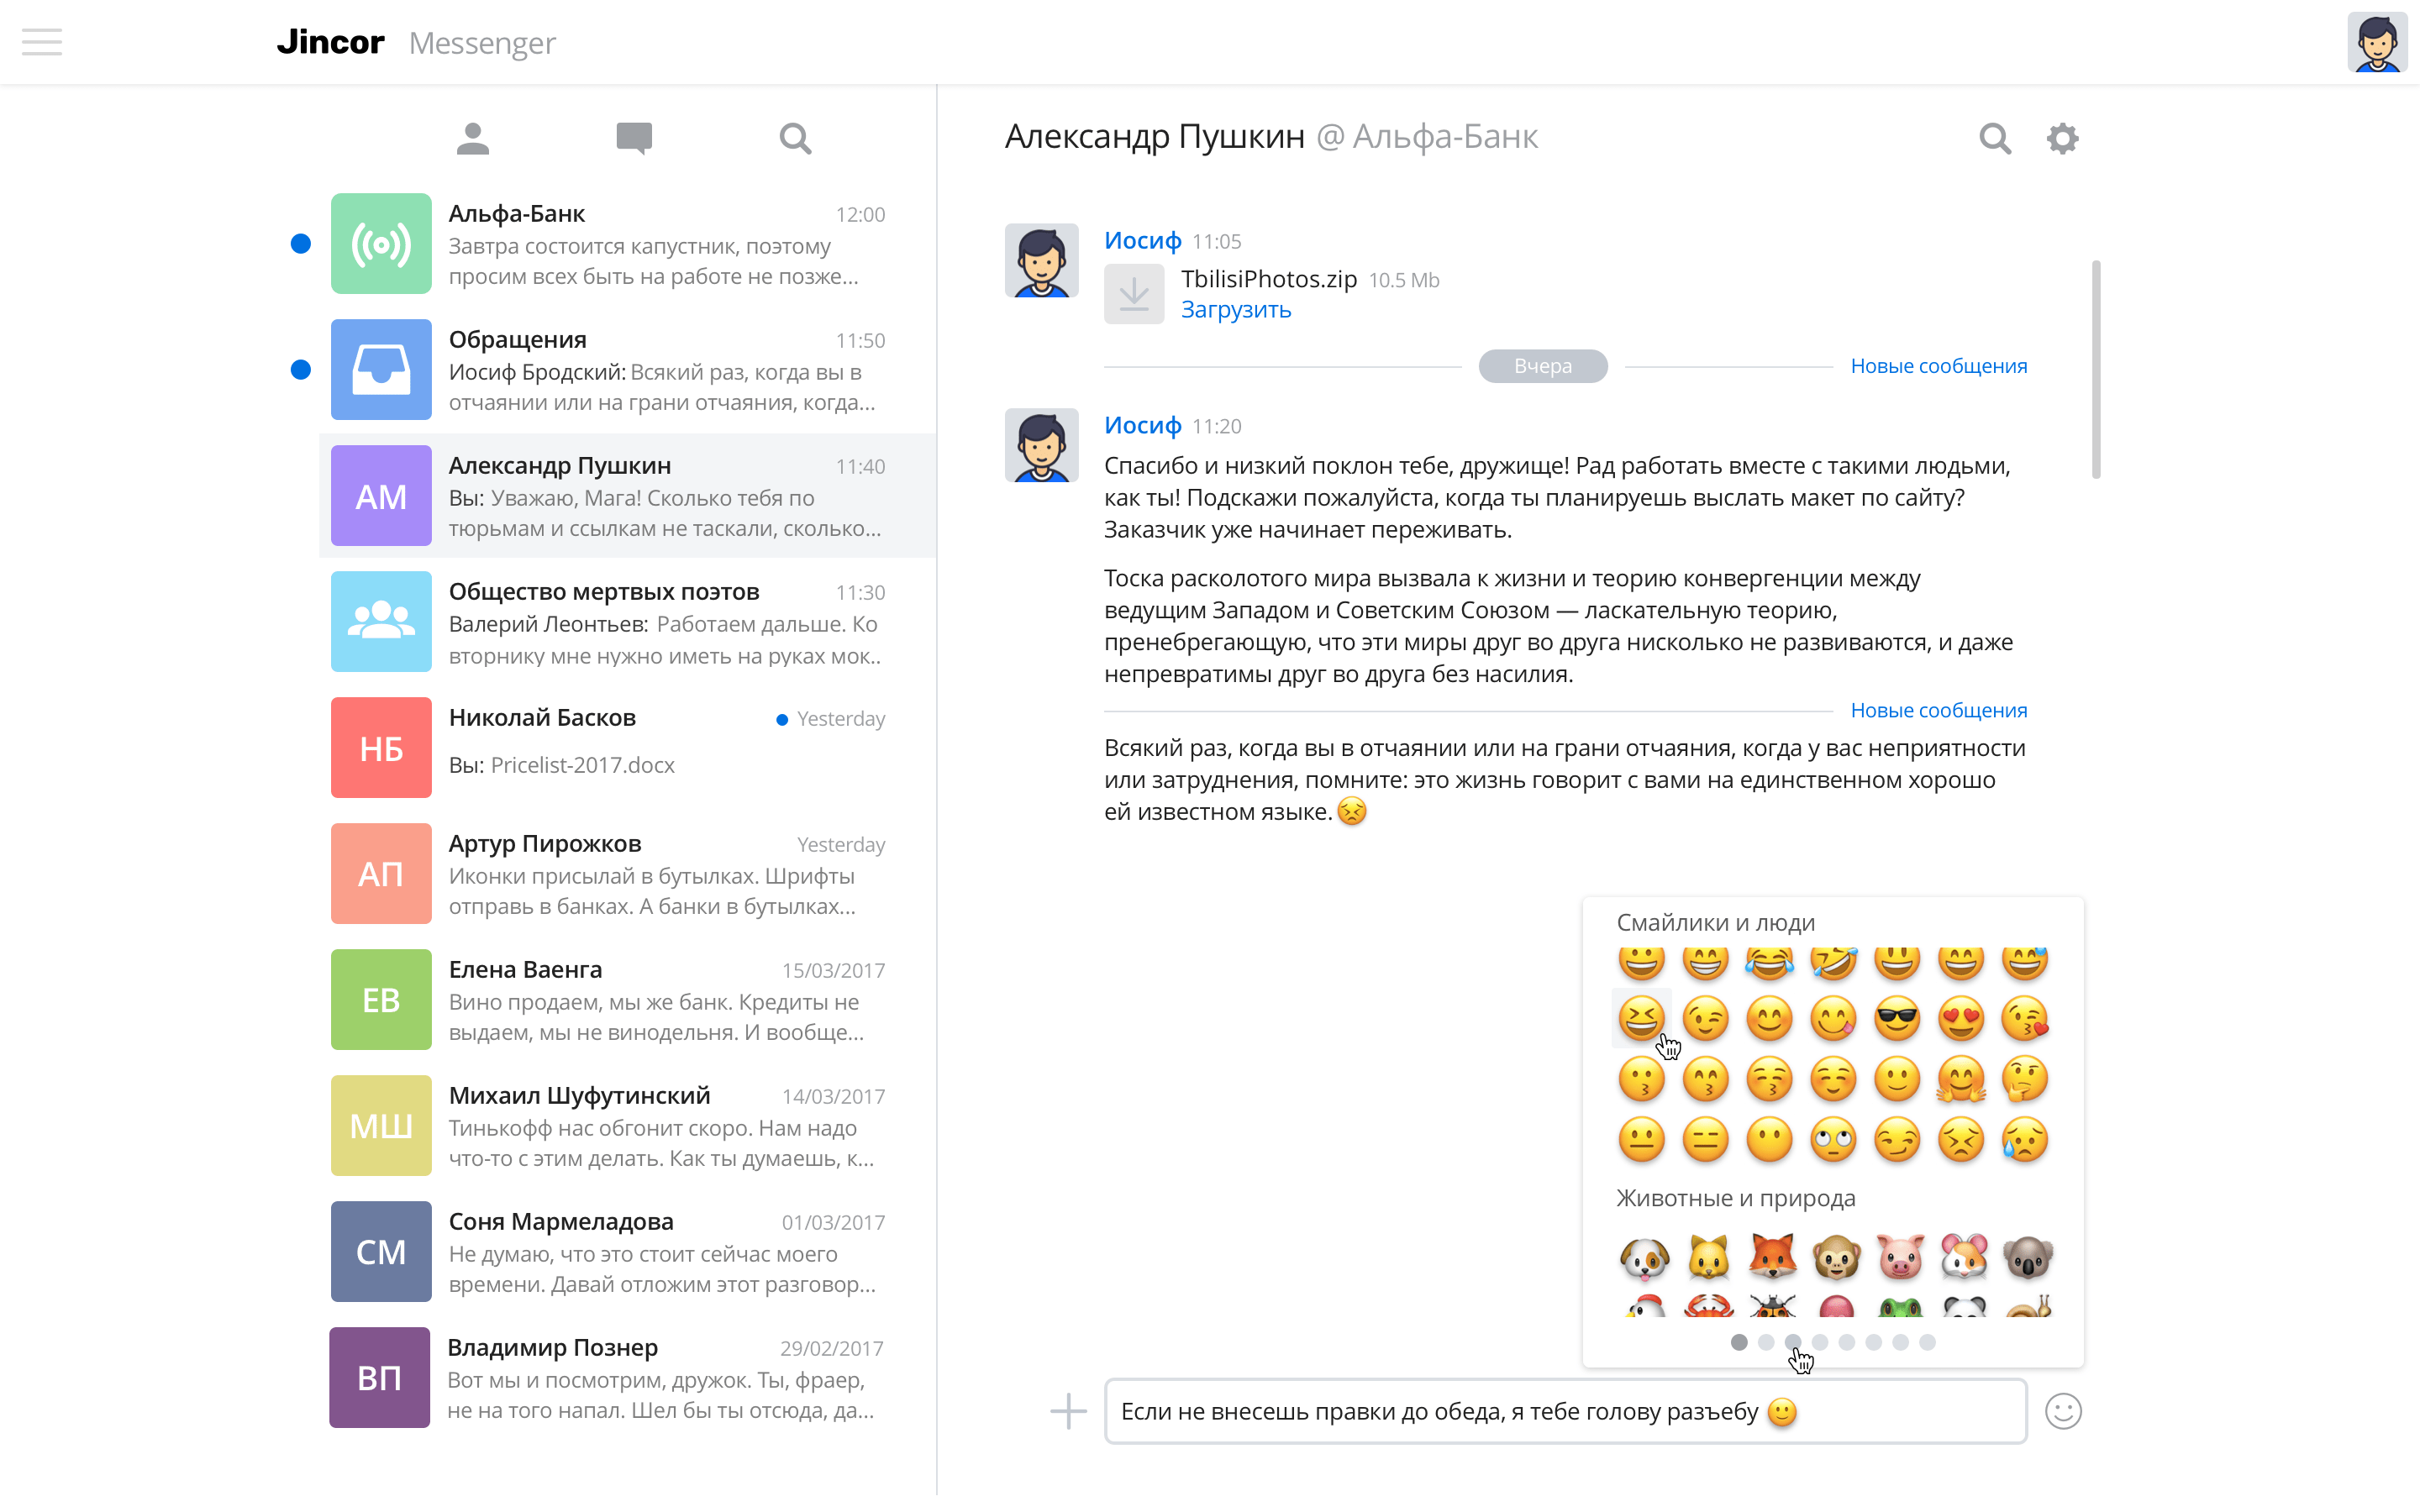 Jincor Messenger
Альфа-Банк 12:00
Завтра состоится капустник, поэтому
просим всех быть на работе не позже...
Обращения 11:50
Иосиф Бродский: Всякий раз, когда вы в
отчаянии или на грани отчаяния, когда...
АМ
Александр Пушкин 11:40
Вы: Уважаю, Мага! Сколько тебя по
тюрьмам и ссылкам не таскали, сколько...
Общество мертвых поэтов 11:30
Валерий Леонтьев: Работаем дальше. Ко
вторнику мне нужно иметь на руках мок..
НБ
Николай Басков Yesterday
Вы: Pricelist-2017.docx
АП
Артур Пирожков Yesterday
Иконки присылай в бутылках. Шрифты
отправь в банках. А банки в бутылках...
ЕВ
Елена Ваенга 15/03/2017
Вино продаем, мы же банк. Кредиты не
выдаем, мы не винодельня. И вообще...
МШ
Михаил Шуфутинский 14/03/2017
Тинькофф нас обгонит скоро. Нам надо
что-то с этим делать. Как ты думаешь, к...
СМ
Соня Мармеладова 01/03/2017
Не думаю, что это стоит сейчас моего
времени. Давай отложим этот разговор...
ВП
Владимир Познер 29/02/2017
Вот мы и посмотрим, дружок. Ты, фраер,
не на того напал. Шел бы ты отсюда, да...
Александр Пушкин @ Альфа-Банк
Иосиф 11:05
TbilisiPhotos.zip 10.5 Mb
Загрузить
Вчера Новые сообщения
Иосиф 11:20
Спасибо и низкий поклон тебе, дружище! Рад работать вместе с такими людьми,
как ты! Подскажи пожалуйста, когда ты планируешь выслать макет по сайту?
Заказчик уже начинает переживать.
Тоска расколотого мира вызвала к жизни и теорию конвергенции между
ведущим Западом и Советским Союзом — ласкательную теорию,
пренебрегающую, что эти миры друг во друга нисколько не развиваются, и даже
непревратимы друг во друга без насилия.
Новые сообщения
Всякий раз, когда вы в отчаянии или на грани отчаяния, когда у вас неприятности
или затруднения, помните: это жизнь говорит с вами на единственном хорошо
ей известном языке. 😣
Смайлики и люди
Животные и природа
Если не внесешь правки до обеда, я тебе голову разъебу 🙂